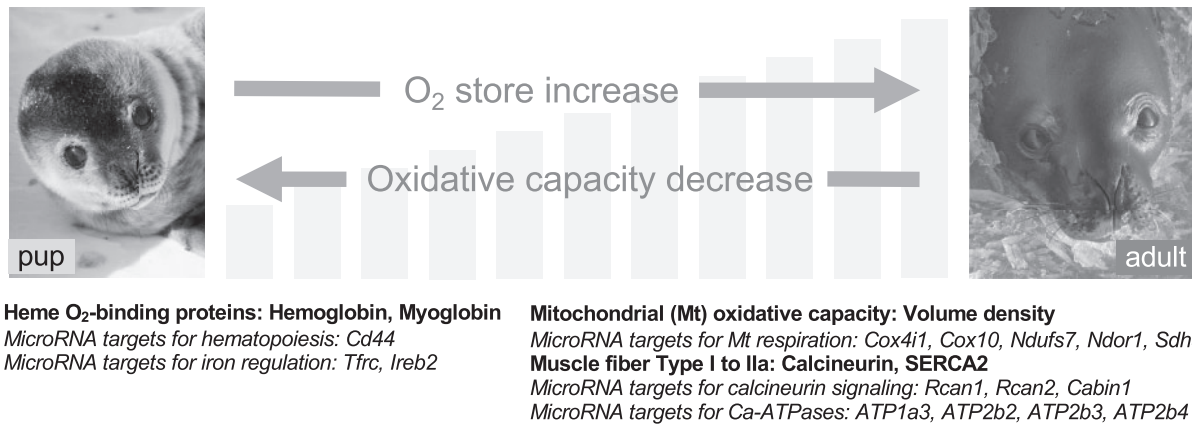 O₂ store increase
Oxidative capacity decrease
pup
adult
Heme O₂-binding proteins: Hemoglobin, Myoglobin
MicroRNA targets for hematopoiesis: Cd44
MicroRNA targets for iron regulation: Tfrc, Ireb2
Mitochondrial (Mt) oxidative capacity: Volume density
MicroRNA targets for Mt respiration: Cox4i1, Cox10, Ndufs7, Ndor1, Sdh
Muscle fiber Type I to IIa: Calcineurin, SERCA2
MicroRNA targets for calcineurin signaling: Rcan1, Rcan2, Cabin1
MicroRNA targets for Ca-ATPases: ATP1a3, ATP2b2, ATP2b3, ATP2b4